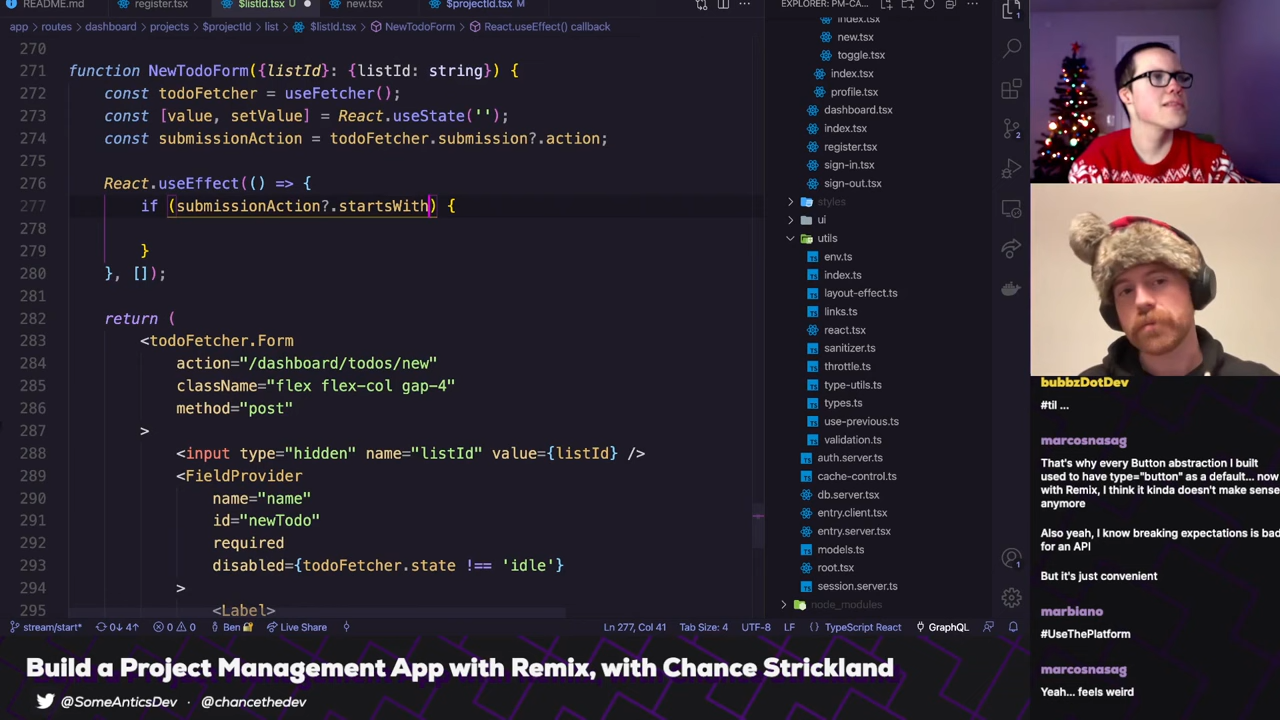 README.md
register.tsx
$listId.tsx U
new.tsx
$projectId.tsx M
EXPLORER: PM-CA...
app > routes > dashboard > projects > $projectId > list > $listId.tsx > NewTodoForm > React.useEffect() callback
270
271 function NewTodoForm({listId}: {listId: string}) {
272 const todoFetcher = useFetcher();
273 const [value, setValue] = React.useState('');
274 const submissionAction = todoFetcher.submission?.action;
275
276 React.useEffect(() => {
277 if (submissionAction?.startsWith) {
278
279 }
280 }, []);
281
282 return (
283 <todoFetcher.Form
284 action="/dashboard/todos/new"
285 className="flex flex-col gap-4"
286 method="post"
287 >
288 <input type="hidden" name="listId" value={listId} />
289 <FieldProvider
290 name="name"
291 id="newTodo"
292 required
293 disabled={todoFetcher.state !== 'idle'}
294 >
295 <Label>
index.tsx
new.tsx
toggle.tsx
index.tsx
profile.tsx
dashboard.tsx
index.tsx
register.tsx
sign-in.tsx
sign-out.tsx
styles
ui
utils
env.ts
index.ts
layout-effect.ts
links.ts
react.ts
sanitizer.ts
throttle.ts
type-utils.ts
types.ts
use-previous.ts
validation.ts
auth.server.ts
cache-control.ts
db.server.ts
entry.client.tsx
entry.server.tsx
models.ts
root.tsx
session.server.ts
node_modules
2
stream/start* 0↓ 4↑ 0 0 Ben Live Share
Ln 277, Col 41 Tab Size: 4 UTF-8 LF TypeScript React GraphQL
bubbzDotDev
#til ...
marcosnasag
That's why every Button abstraction I built
used to have type="button" as a default... now
with Remix, I think it kinda doesn't make sense
anymore
Also yeah, I know breaking expectations is bad
for an API
But it's just convenient
marbiano
#UseThePlatform
marcosnasag
Yeah... feels weird
Build a Project Management App with Remix, with Chance Strickland
@SomeAnticsDev · @chancethedev